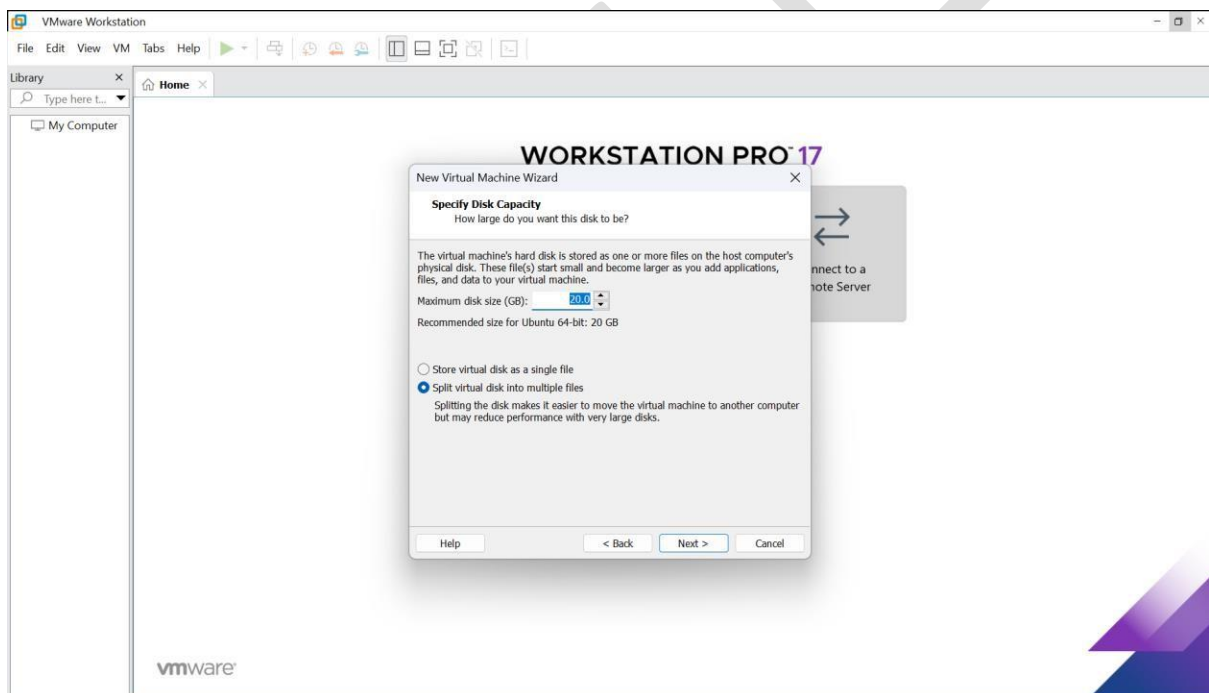 VMware Workstation
File Edit View VM Tabs Help
Library
Type here t...
Home
My Computer
WORKSTATION PRO™ 17
New Virtual Machine Wizard
Specify Disk Capacity
How large do you want this disk to be?
The virtual machine's hard disk is stored as one or more files on the host computer's
physical disk. These file(s) start small and become larger as you add applications,
files, and data to your virtual machine.
Maximum disk size (GB): 20.0
Recommended size for Ubuntu 64-bit: 20 GB
Store virtual disk as a single file
Split virtual disk into multiple files
Splitting the disk makes it easier to move the virtual machine to another computer
but may reduce performance with very large disks.
Help < Back Next > Cancel
nnect to a
note Server
vmware